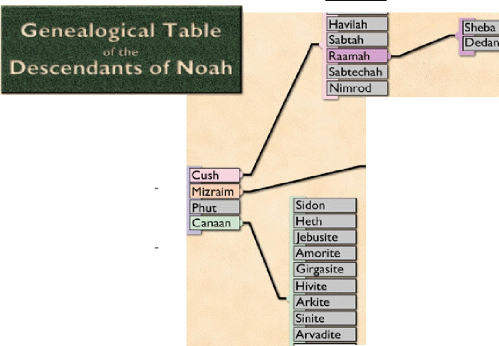 Genealogical Table
of the
Descendants of Noah
Havilah
Sabtah
Raamah
Sabtechah
Nimrod
Sheba
Dedan
Cush
Mizraim
Phut
Canaan
Sidon
Heth
Jebusite
Amorite
Girgasite
Hivite
Arkite
Sinite
Arvadite